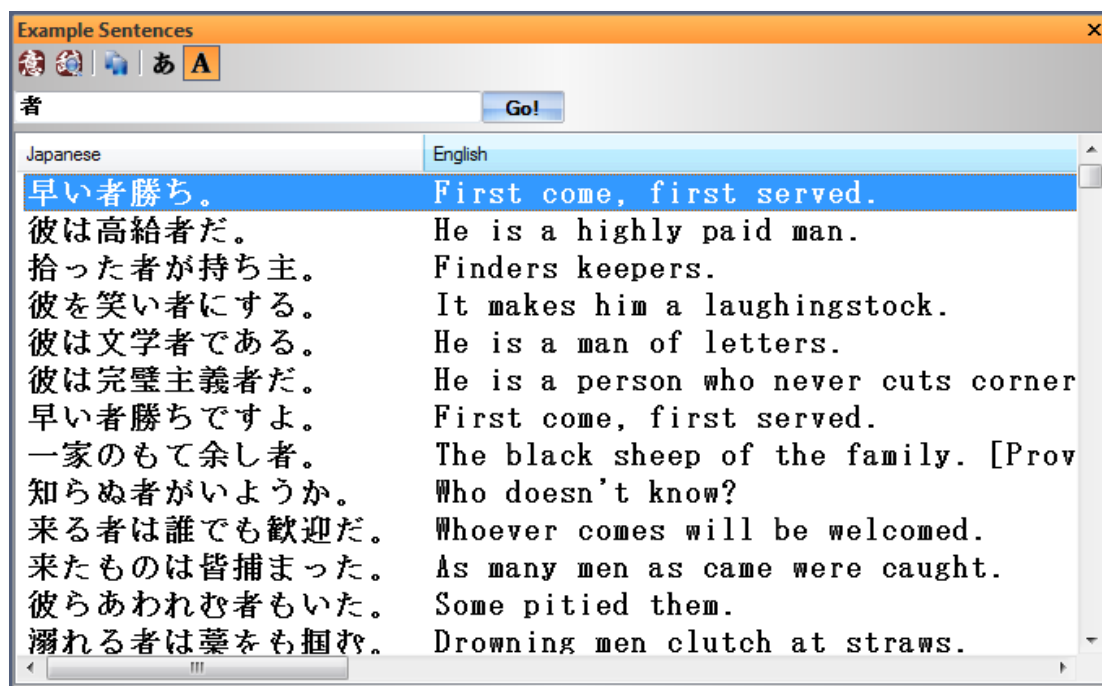 Example Sentences
意 あ A
者 Go!
Japanese English
早い者勝ち。 First come, first served.
彼は高給者だ。 He is a highly paid man.
拾った者が持ち主。 Finders keepers.
彼を笑い者にする。 It makes him a laughingstock.
彼は文学者である。 He is a man of letters.
彼は完璧主義者だ。 He is a person who never cuts corner
早い者勝ちですよ。 First come, first served.
一家のもて余し者。 The black sheep of the family. [Prov
知らぬ者がいようか。 Who doesn't know?
来る者は誰でも歓迎だ。 Whoever comes will be welcomed.
来たものは皆捕まった。 As many men as came were caught.
彼らあわれむ者もいた。 Some pitied them.
溺れる者は藁をも掴む。 Drowning men clutch at straws.